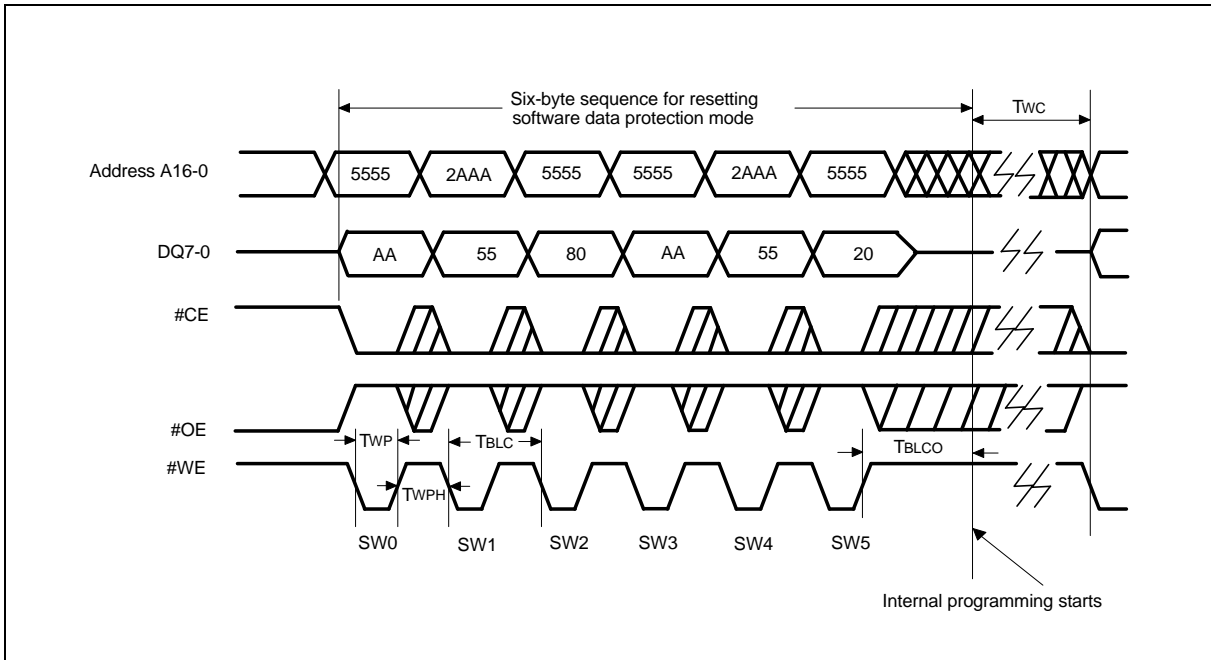 Six-byte sequence for resetting
software data protection mode
TWC
Address A16-0
5555 2AAA 5555 5555 2AAA 5555
DQ7-0
AA 55 80 AA 55 20
#CE
#OE
TWP TBLC TBLCO
#WE
TWPH
SW0 SW1 SW2 SW3 SW4 SW5
Internal programming starts